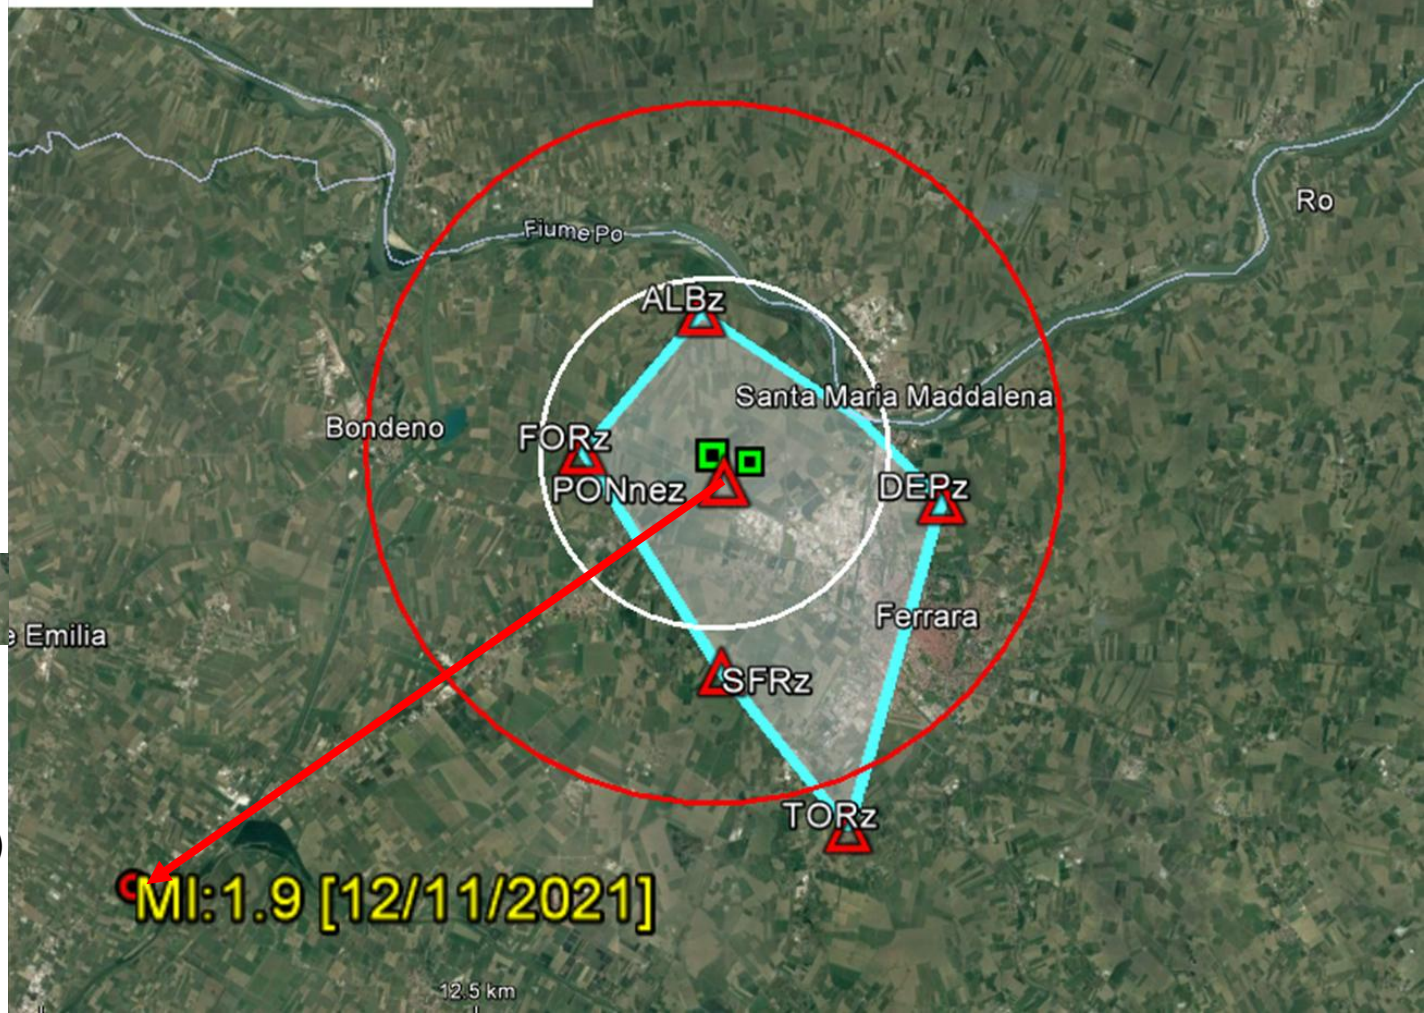 Ro
Fiume Po
ALBz
Santa Maria Maddalena
Bondeno
FORz
PONnez
DEPz
Ferrara
e Emilia
SFRz
TORz
)
Ml:1.9 [12/11/2021]
12.5 km